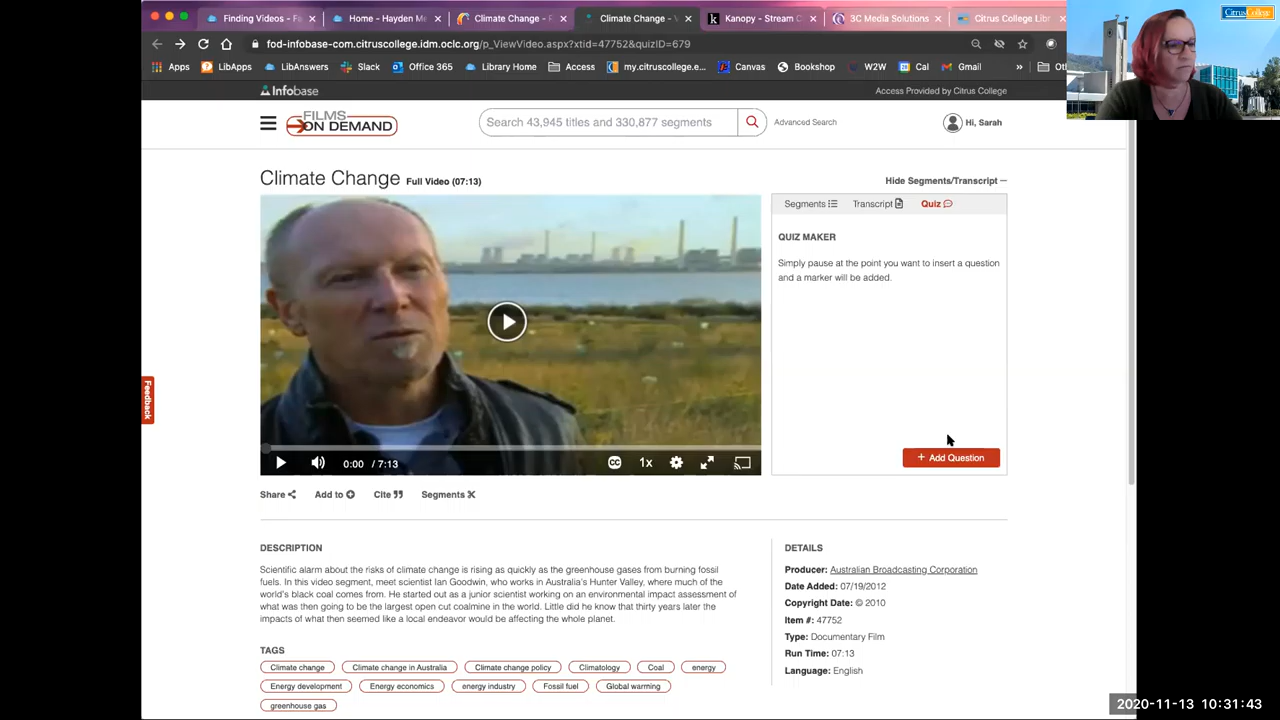 Finding Videos - F
Home - Hayden Me
Climate Change -
Climate Change - V
Kanopy - Stream C
3C Media Solutions
Citrus College Libr
CitrusCollege
fod-infobase-com.citruscollege.idm.oclc.org/p_ViewVideo.aspx?xtid=47752&quizID=679
Apps
LibApps
LibAnswers
Slack
Office 365
Library Home
Access
my.citruscollege.e...
Canvas
Bookshop
W2W
Cal
Gmail
»
Infobase
Access Provided by Citrus College
FILMS
ON DEMAND
Search 43,945 titles and 330,877 segments
Advanced Search
Hi, Sarah
Climate Change Full Video (07:13)
Hide Segments/Transcript —
Segments
Transcript
Quiz
QUIZ MAKER
Simply pause at the point you want to insert a question
and a marker will be added.
+ Add Question
Feedback
0:00 / 7:13
CC
1x
Share
Add to
Cite
Segments
DESCRIPTION
Scientific alarm about the risks of climate change is rising as quickly as the greenhouse gases from burning fossil
fuels. In this video segment, meet scientist Ian Goodwin, who works in Australia's Hunter Valley, where much of the
world's black coal comes from. He started out as a junior scientist working on an environmental impact assessment of
what was then going to be the largest open cut coalmine in the world. Little did he know that thirty years later the
impacts of what then seemed like a local endeavor would be affecting the whole planet.
TAGS
Climate change
Climate change in Australia
Climate change policy
Climatology
Coal
energy
Energy development
Energy economics
energy industry
Fossil fuel
Global warming
greenhouse gas
DETAILS
Producer: Australian Broadcasting Corporation
Date Added: 07/19/2012
Copyright Date: © 2010
Item #: 47752
Type: Documentary Film
Run Time: 07:13
Language: English
2020-11-13 10:31:43